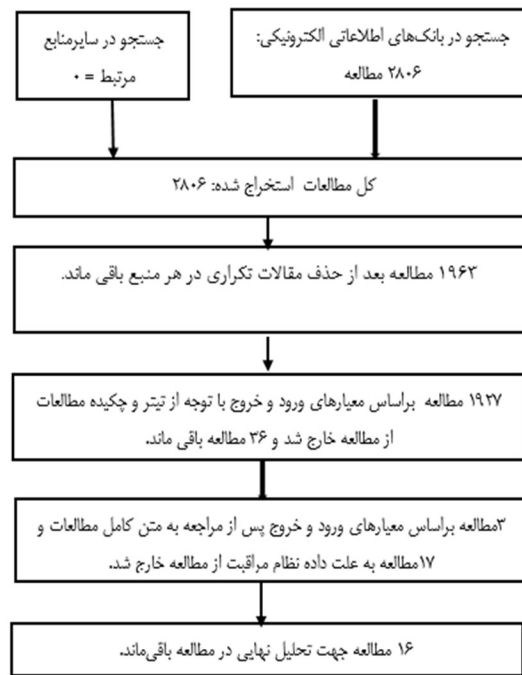 جستجو در بانک‌های اطلاعاتی الکترونیکی:
۲۸۰۶ مطالعه
جستجو در سایرمنابع
مرتبط = ۰
کل مطالعات استخراج شده: ۲۸۰۶
۱۹۶۳ مطالعه بعد از حذف مقالات تکراری در هر منبع باقی ماند.
۱۹۲۷ مطالعه براساس معیارهای ورود و خروج با توجه از تیتر و چکیده مطالعات
از مطالعه خارج شد و ۳۶ مطالعه باقی ماند.
۳مطالعه براساس معیارهای ورود و خروج پس از مراجعه به متن کامل مطالعات و
۱۷مطالعه به علت داده نظام مراقبت از مطالعه خارج شد.
۱۶ مطالعه جهت تحلیل نهایی در مطالعه باقی‌ماند.